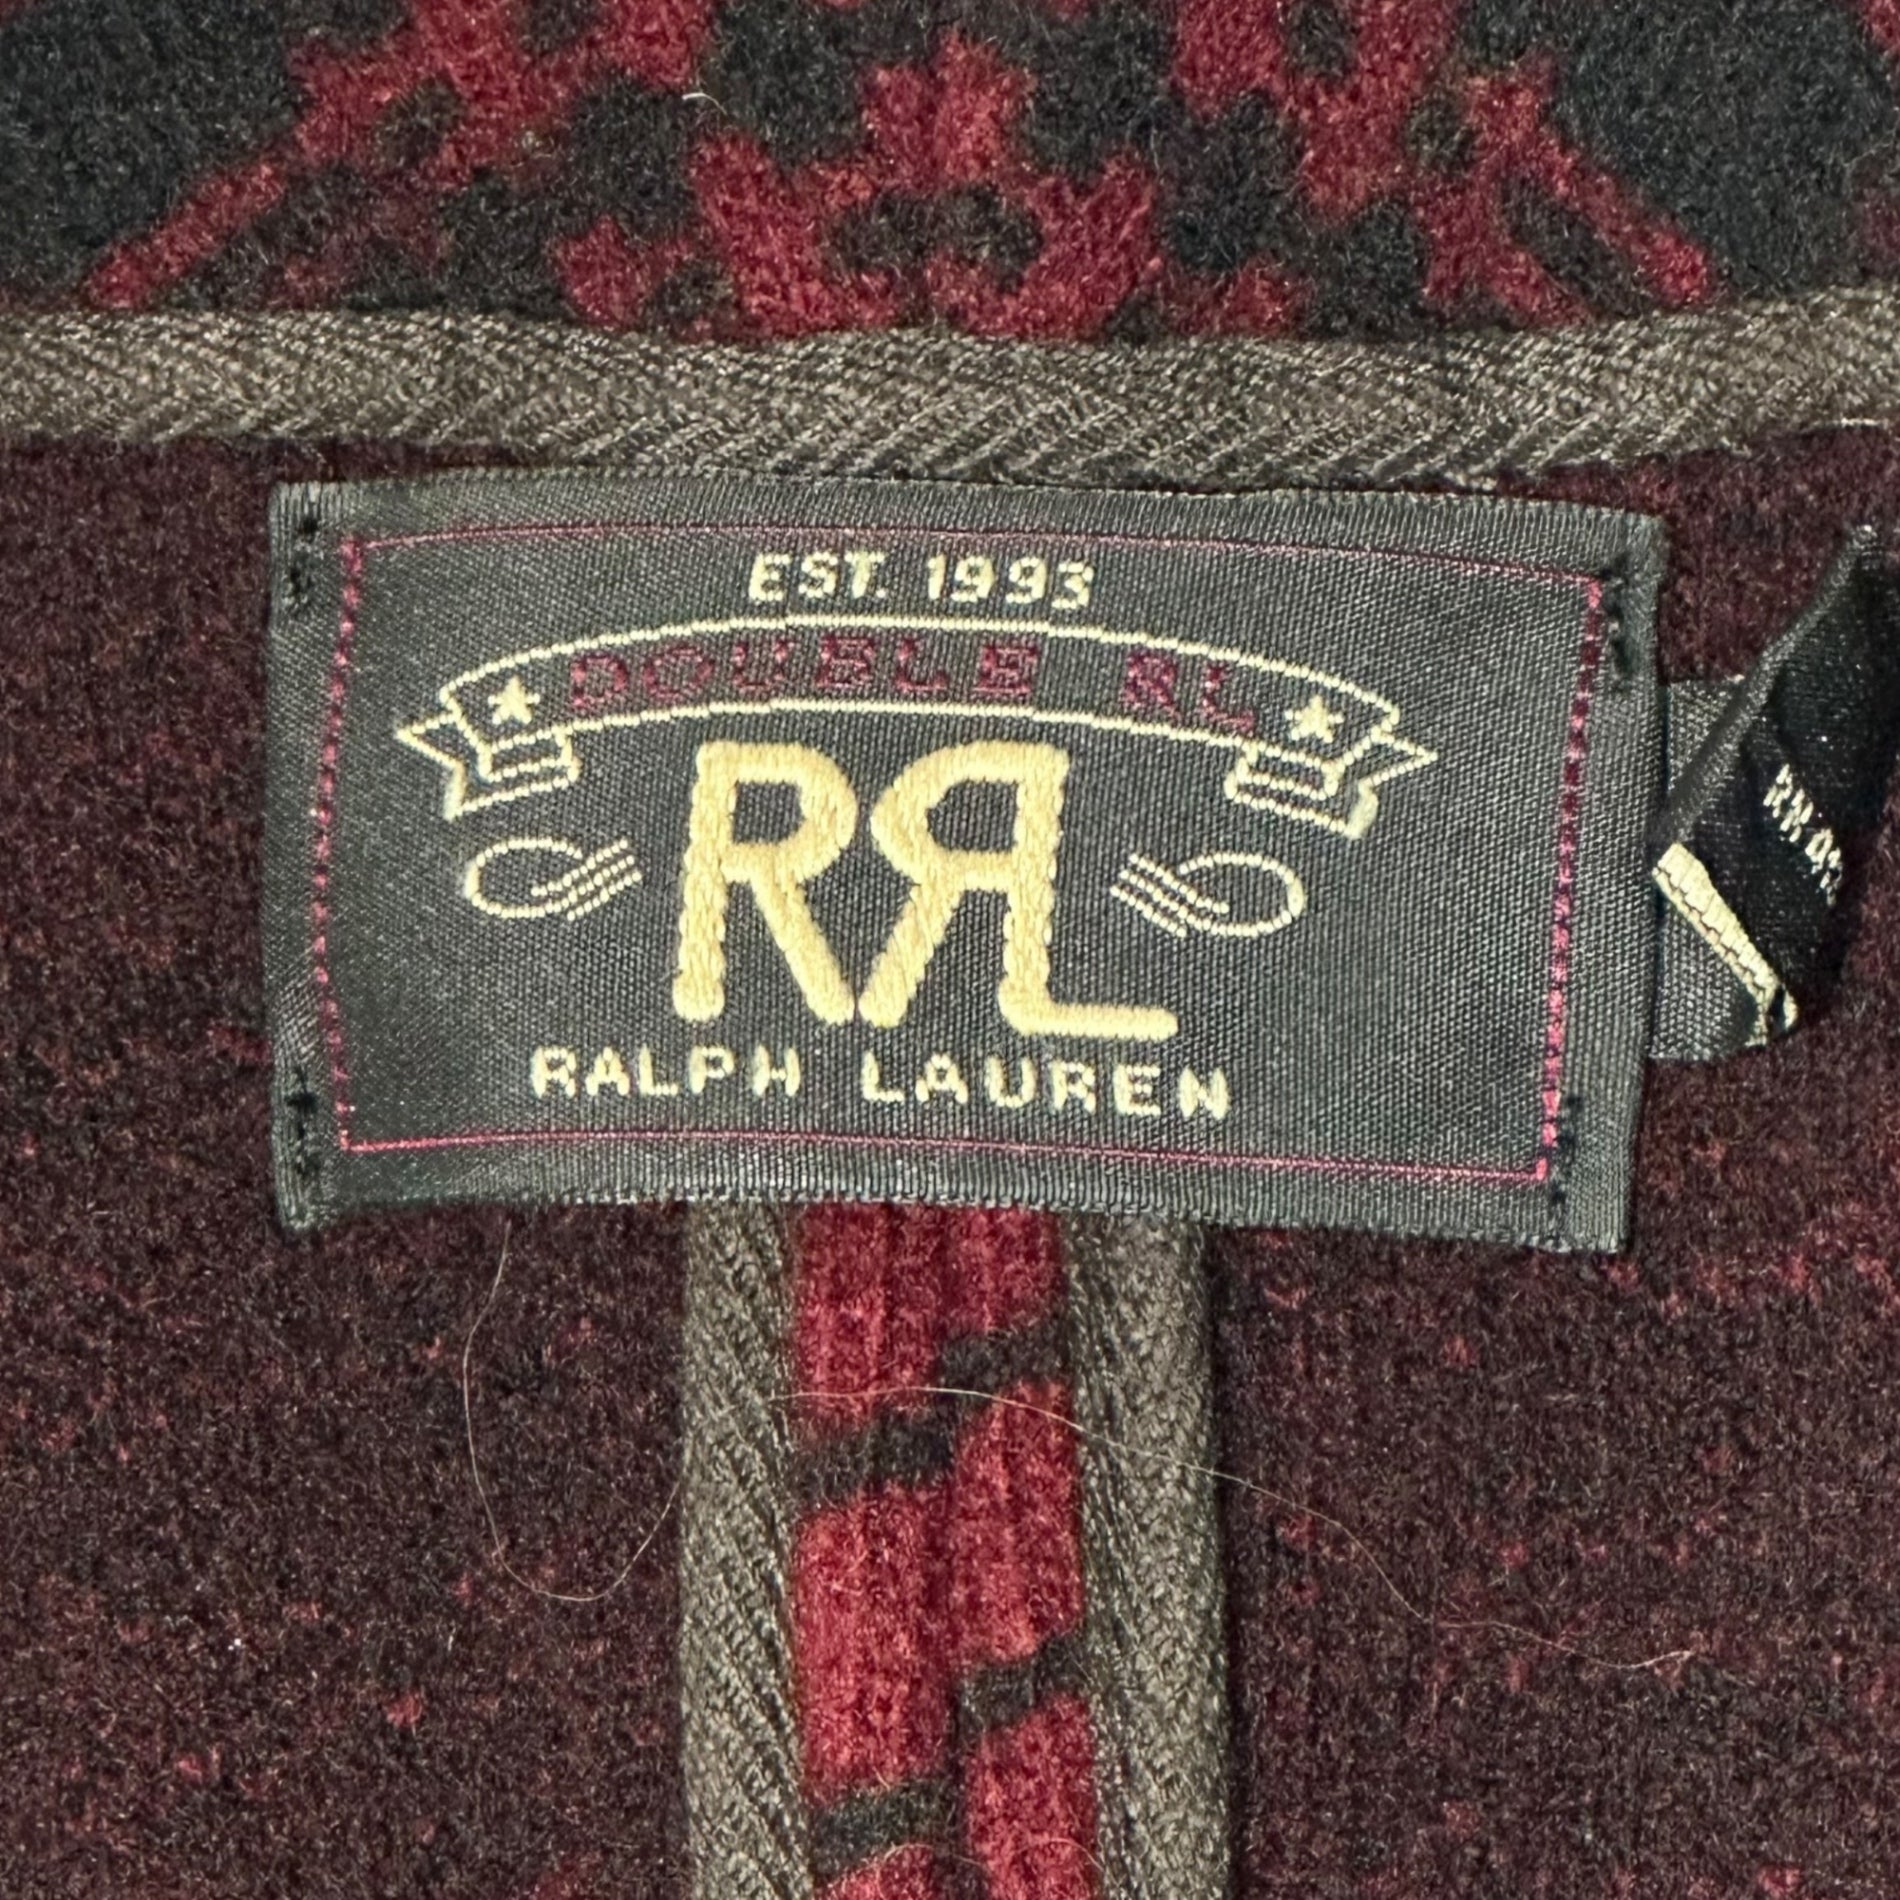 EST. 1993
DOUBLE RL
RRL
RALPH LAUREN